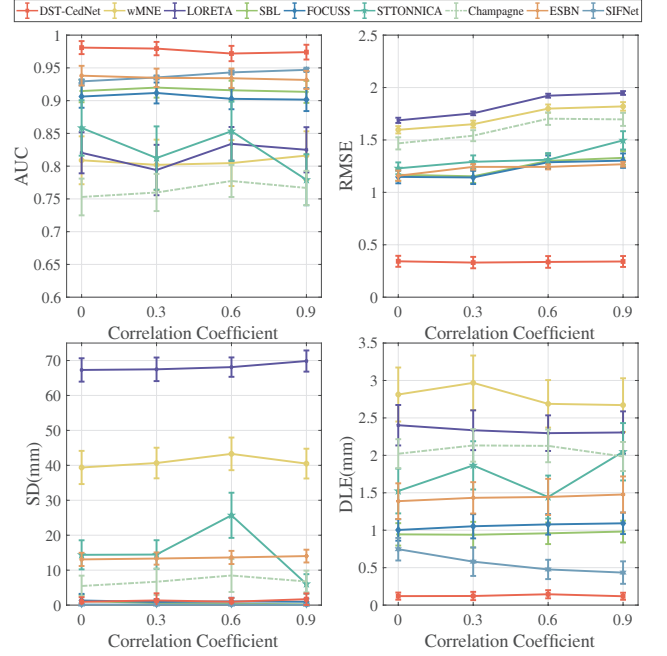 DST-CedNet wMNE LORETA SBL FOCUSS STTONNICA Champagne ESBN SIFNet
AUC
1
0.95
0.9
0.85
0.8
0.75
0.7
0.65
0.6
0 0.3 0.6 0.9
Correlation Coefficient
RMSE
2.5
2
1.5
1
0.5
0
0 0.3 0.6 0.9
Correlation Coefficient
SD(mm)
70
60
50
40
30
20
10
0
0 0.3 0.6 0.9
Correlation Coefficient
DLE(mm)
3.5
3
2.5
2
1.5
1
0.5
0
0 0.3 0.6 0.9
Correlation Coefficient